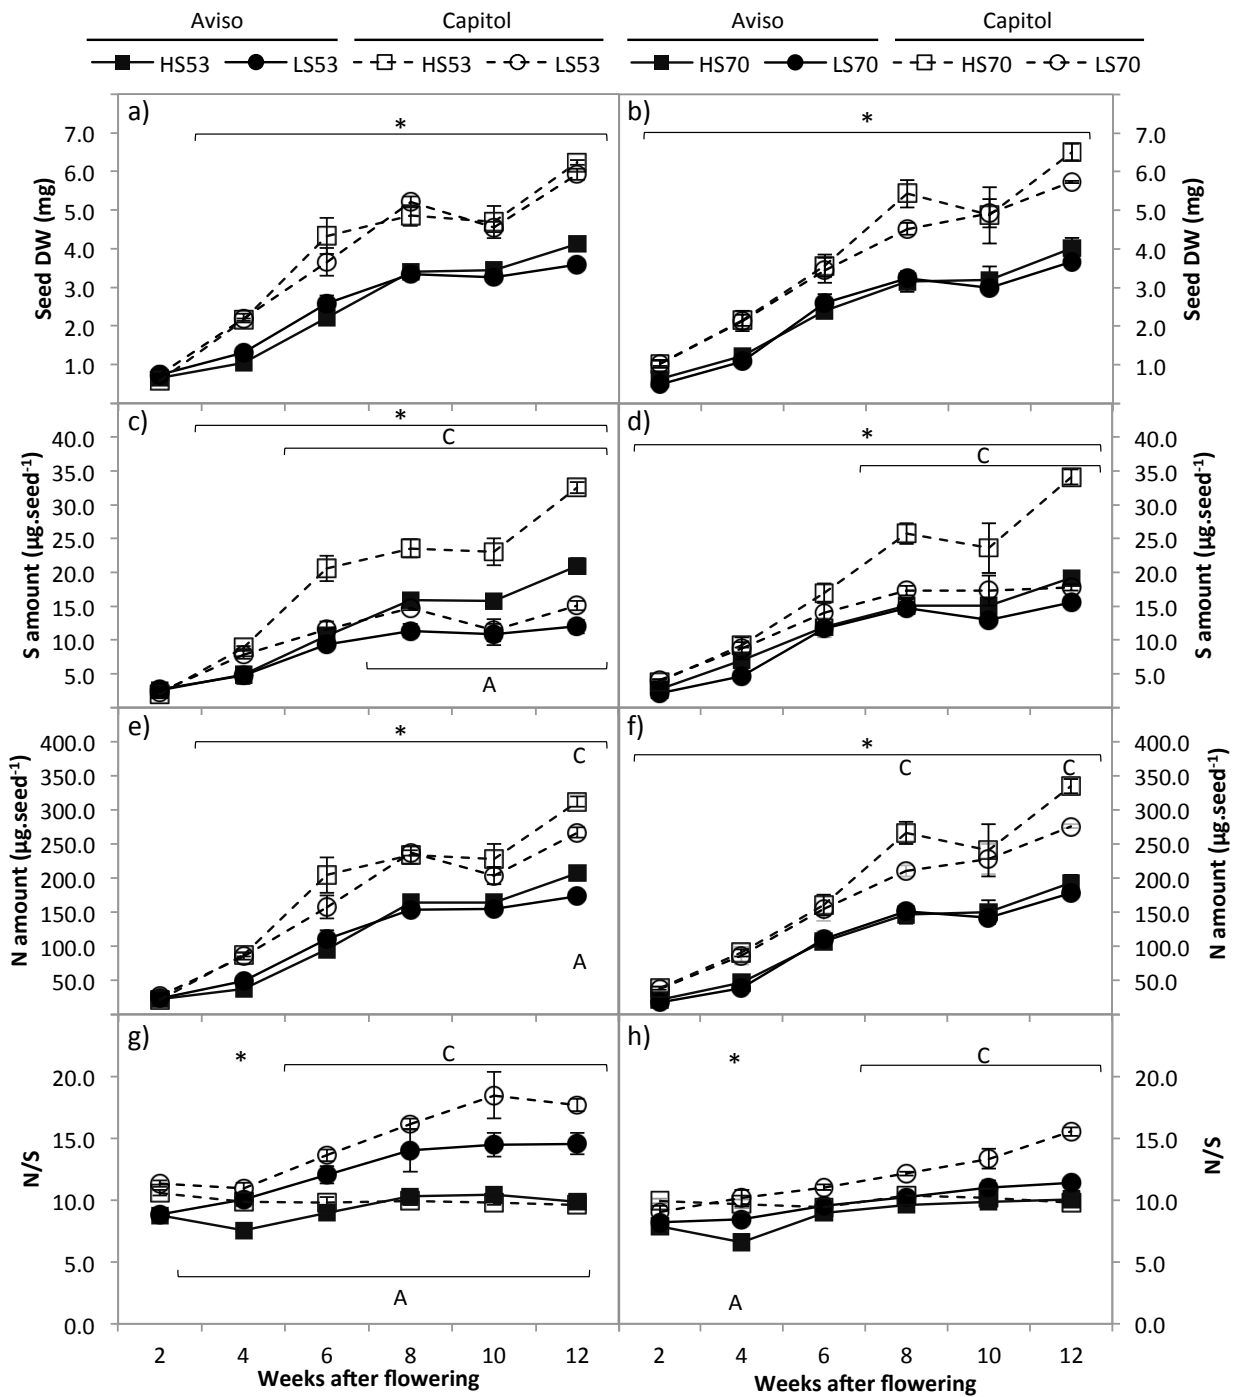 Aviso Capitol Aviso Capitol
HS53 LS53 HS53 LS53 HS70 LS70 HS70 LS70
a) * b) *
7.0 7.0
6.0 6.0
5.0 5.0
4.0 4.0
3.0 3.0
2.0 2.0
1.0 1.0
Seed DW (mg) Seed DW (mg)
c) * d) *
C C
40.0 40.0
35.0 35.0
30.0 30.0
25.0 25.0
20.0 20.0
15.0 15.0
10.0 10.0
5.0 5.0
A
S amount (µg.seed⁻¹) S amount (µg.seed⁻¹)
e) * f) *
C C C
400.0 400.0
350.0 350.0
300.0 300.0
250.0 250.0
200.0 200.0
150.0 150.0
100.0 100.0
50.0 50.0
A
N amount (µg.seed⁻¹) N amount (µg.seed⁻¹)
g) * C h) * C
20.0 20.0
15.0 15.0
10.0 10.0
5.0 5.0
0.0 0.0
A A
N/S N/S
2 4 6 8 10 12 2 4 6 8 10 12
Weeks after flowering Weeks after flowering